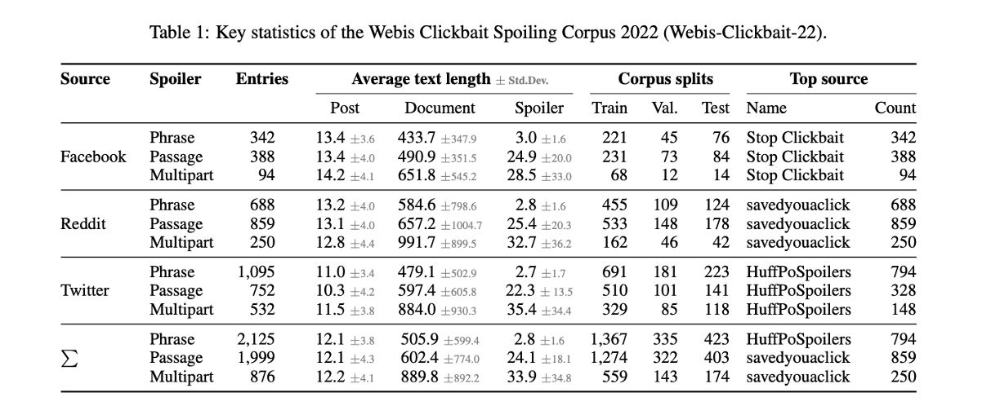 Table 1: Key statistics of the Webis Clickbait Spoiling Corpus 2022 (Webis-Clickbait-22).
Source Spoiler Entries Average text length ± Std.Dev. Corpus splits Top source
Post Document Spoiler Train Val. Test Name Count
Phrase 342 13.4 ±3.6 433.7 ±347.9 3.0 ±1.6 221 45 76 Stop Clickbait 342
Facebook Passage 388 13.4 ±4.0 490.9 ±351.5 24.9 ±20.0 231 73 84 Stop Clickbait 388
Multipart 94 14.2 ±4.1 651.8 ±545.2 28.5 ±33.0 68 12 14 Stop Clickbait 94
Phrase 688 13.2 ±4.0 584.6 ±798.6 2.8 ±1.6 455 109 124 savedyouaclick 688
Reddit Passage 859 13.1 ±4.0 657.2 ±1004.7 25.4 ±20.3 533 148 178 savedyouaclick 859
Multipart 250 12.8 ±4.4 991.7 ±899.5 32.7 ±36.2 162 46 42 savedyouaclick 250
Phrase 1,095 11.0 ±3.4 479.1 ±502.9 2.7 ±1.7 691 181 223 HuffPoSpoilers 794
Twitter Passage 752 10.3 ±4.2 597.4 ±605.8 22.3 ± 13.5 510 101 141 HuffPoSpoilers 328
Multipart 532 11.5 ±3.8 884.0 ±930.3 35.4 ±34.4 329 85 118 HuffPoSpoilers 148
Phrase 2,125 12.1 ±3.8 505.9 ±599.4 2.8 ±1.6 1,367 335 423 HuffPoSpoilers 794
∑ Passage 1,999 12.1 ±4.3 602.4 ±774.0 24.1 ±18.1 1,274 322 403 savedyouaclick 859
Multipart 876 12.2 ±4.1 889.8 ±892.2 33.9 ±34.8 559 143 174 savedyouaclick 250